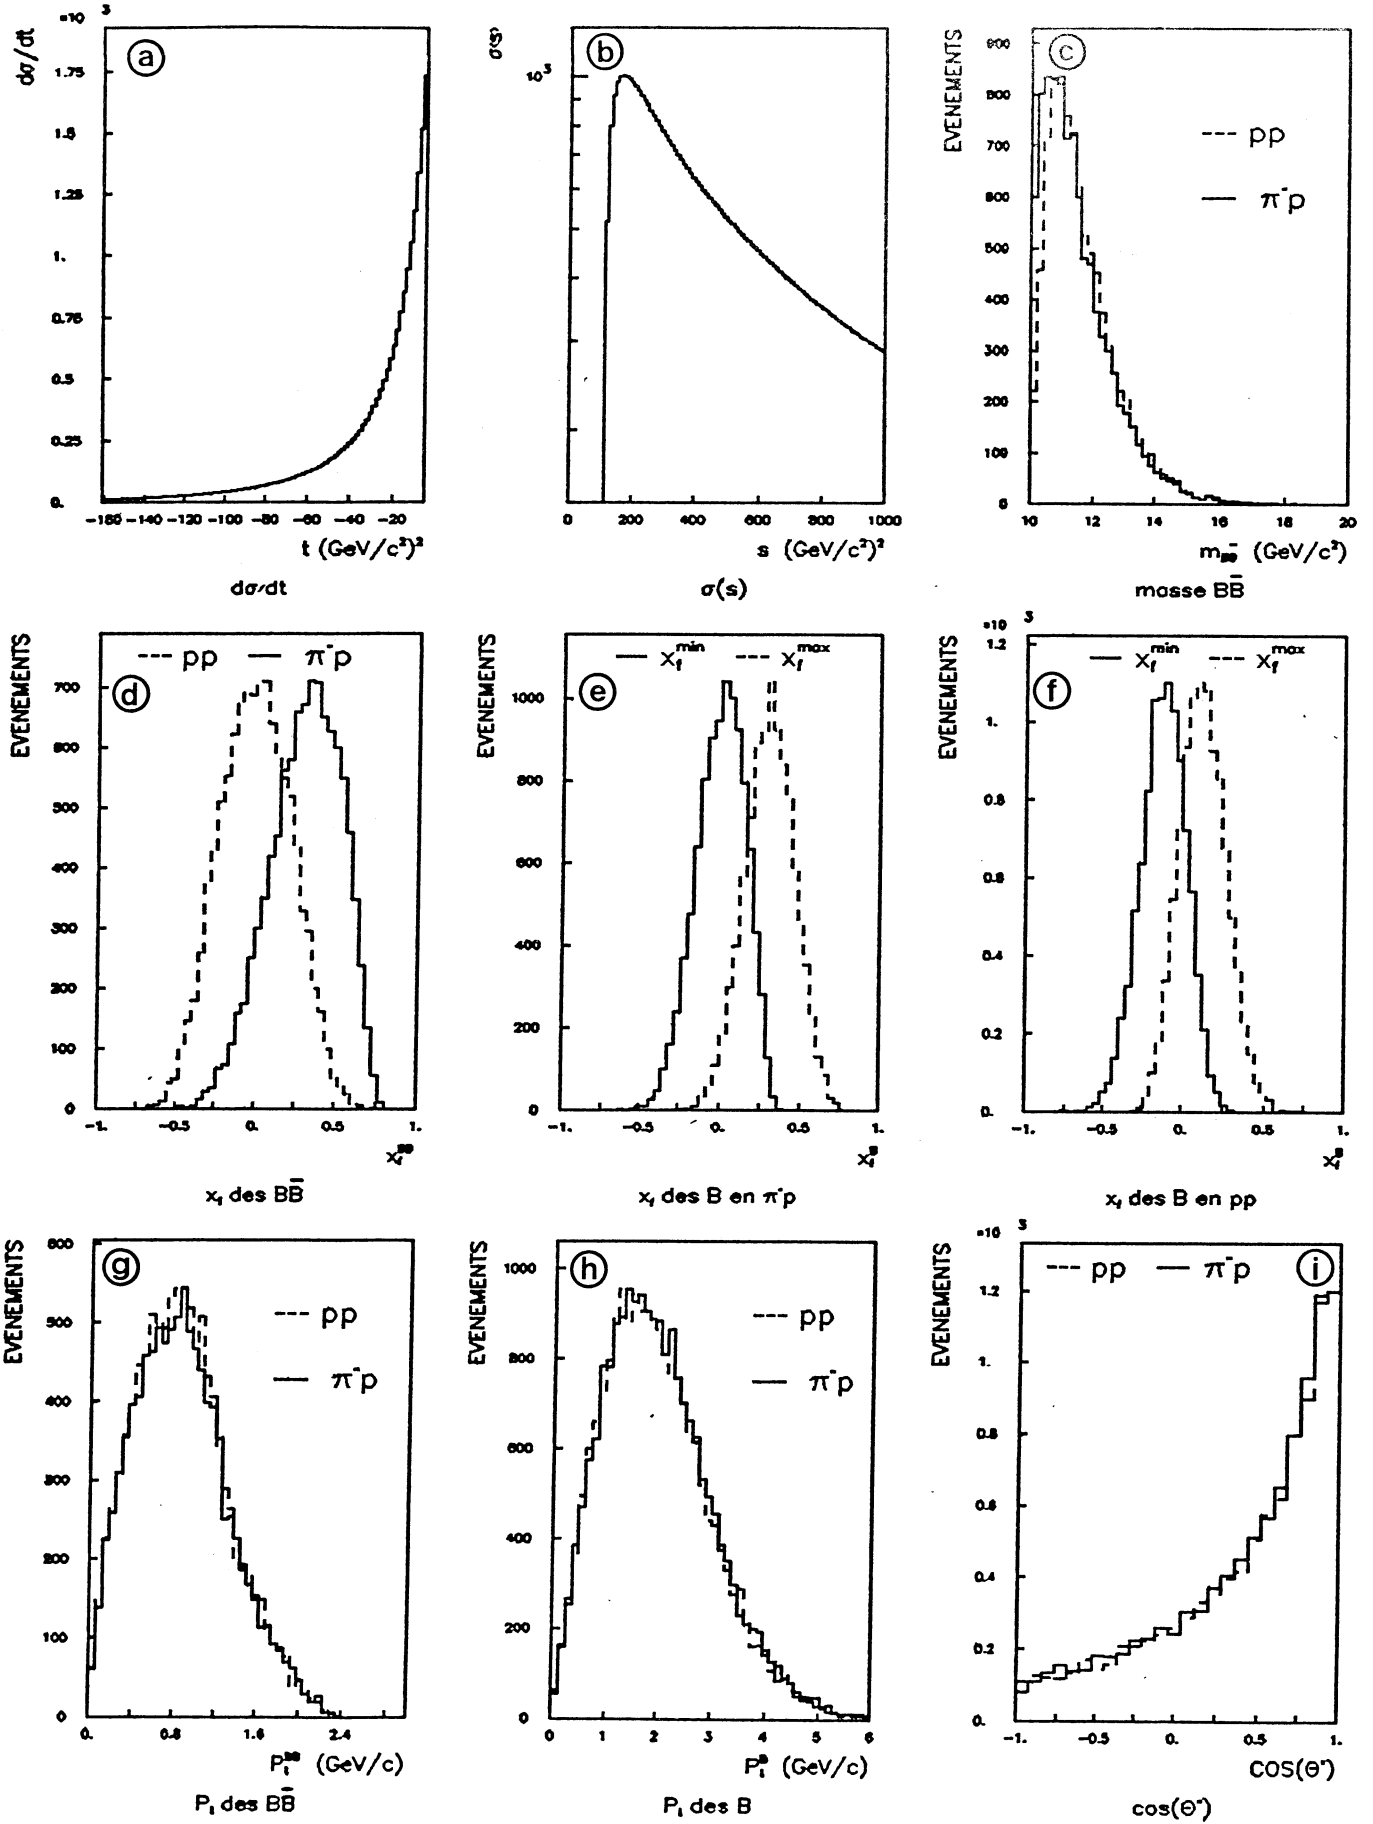 *10 3
dσ/dt
a
1.75
1.5
1.25
1.
0.75
0.5
0.25
0.
-160 -140 -120 -100 -80 -60 -40 -20
t (GeV/c²)²
dσ/dt
σ(s)
b
10³
0 200 400 600 800 1000
s (GeV/c²)²
σ(s)
EVENEMENTS
c
900
800
700
600
500
400
300
200
100
0
pp
π⁻p
10 12 14 16 18 20
(GeV/c²)
masse BB̄
EVENEMENTS
pp π⁻p
d
700
600
500
400
300
200
100
0
-1. -0.5 0. 0.5 1.
x_f des BB̄
EVENEMENTS
x_f^min x_f^max
e
1000
800
600
400
200
0
-1. -0.5 0. 0.5 1.
x_f^B
x_f des B en π⁻p
*10 3
EVENEMENTS
x_f^min x_f^max
f
1.2
1.
0.8
0.6
0.4
0.2
0.
-1. -0.5 0. 0.5 1.
x_f^B
x_f des B en pp
EVENEMENTS
g
600
500
400
300
200
100
0
pp
π⁻p
0. 0.8 1.6 2.4
(GeV/c)
P_t des BB̄
EVENEMENTS
h
1000
800
600
400
200
0
pp
π⁻p
0 1 2 3 4 5 6
P_t^B (GeV/c)
P_t des B
*10 3
EVENEMENTS
pp π⁻p
i
1.2
1.
0.8
0.6
0.4
0.2
0.
-1. -0.5 0. 0.5 1.
COS(Θ*)
cos(Θ*)